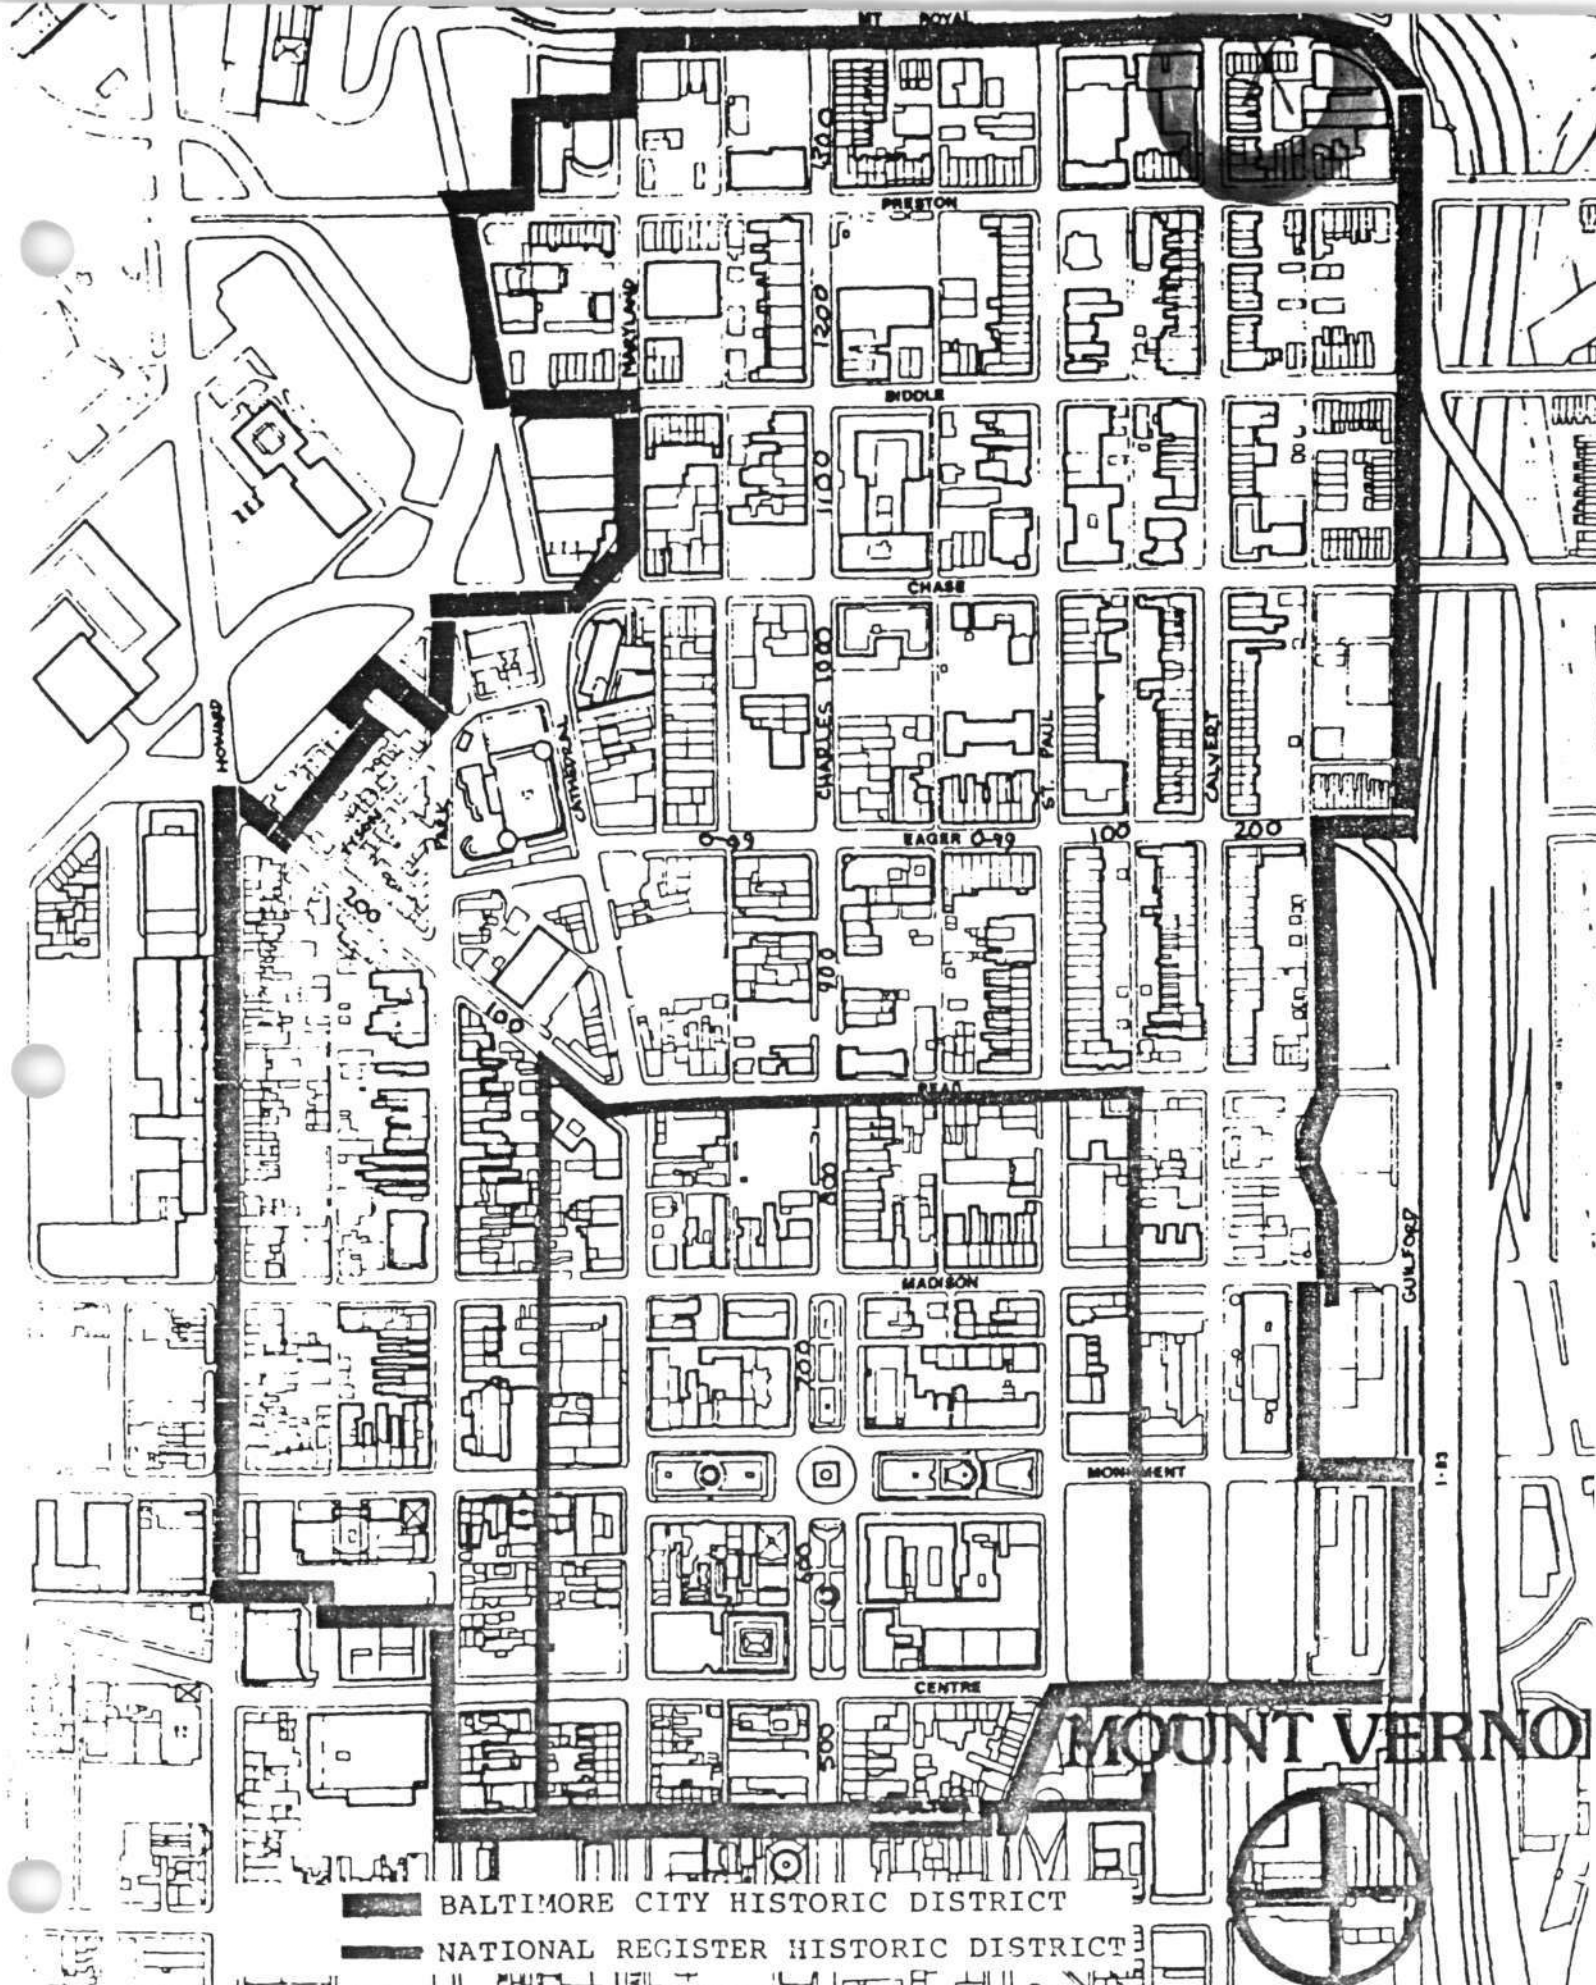 MT ROYAL
1300
PRESTON
MARYLAND
1200
BIDDLE
1100
CHASE
HOWARD
CATHEDRAL
CHARLES 1000
ST. PAUL
CALVERT
TYSON
PARK
0-99
EAGER 0-99
100
200
200
900
100
READ
800
GUILFORD
MADISON
700
MONUMENT
I-83
600
CENTRE
500
MOUNT VERNON
BALTIMORE CITY HISTORIC DISTRICT
NATIONAL REGISTER HISTORIC DISTRICT